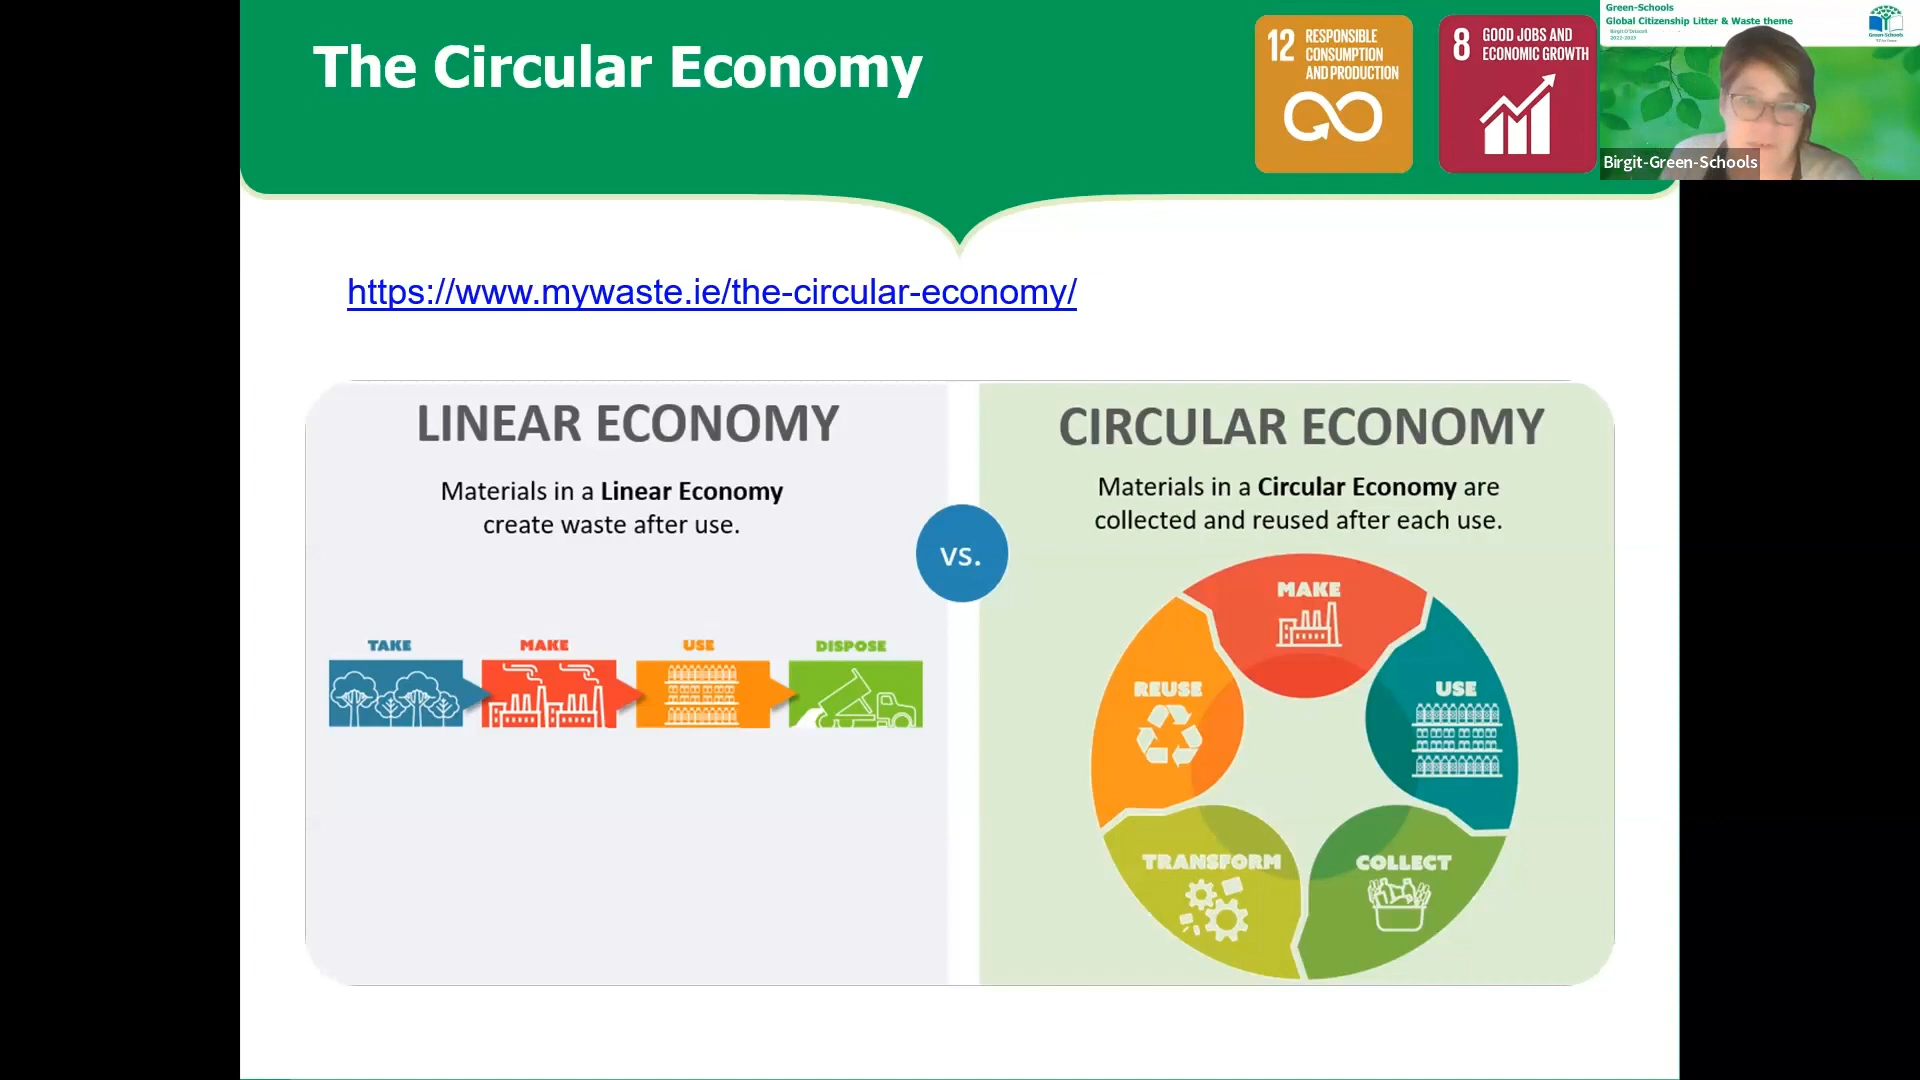 The Circular Economy
12 RESPONSIBLE
CONSUMPTION
AND PRODUCTION
8 GOOD JOBS AND
ECONOMIC GROWTH
Green-Schools
Global Citizenship Litter & Waste theme
Birgit O'Driscoll
2022-2023
Green-Schools
Birgit-Green-Schools
https://www.mywaste.ie/the-circular-economy/
LINEAR ECONOMY
Materials in a Linear Economy
create waste after use.
TAKE
MAKE
USE
DISPOSE
vs.
CIRCULAR ECONOMY
Materials in a Circular Economy are
collected and reused after each use.
MAKE
USE
COLLECT
TRANSFORM
REUSE